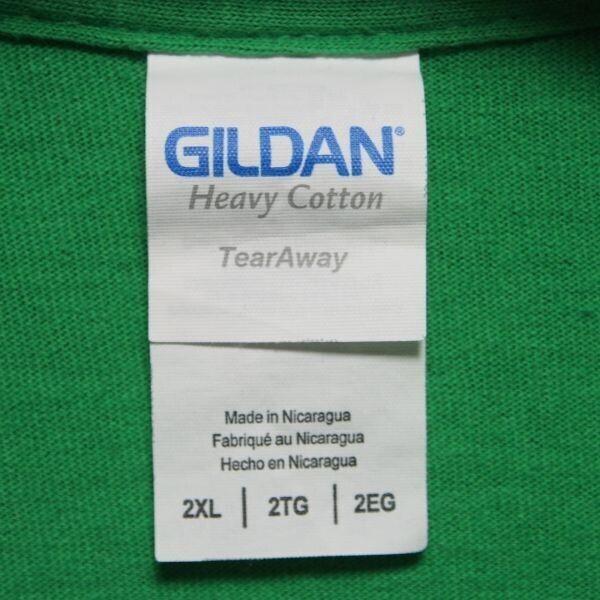 GILDAN®
Heavy Cotton
TearAway
Made in Nicaragua
Fabriqué au Nicaragua
Hecho en Nicaragua
2XL | 2TG | 2EG